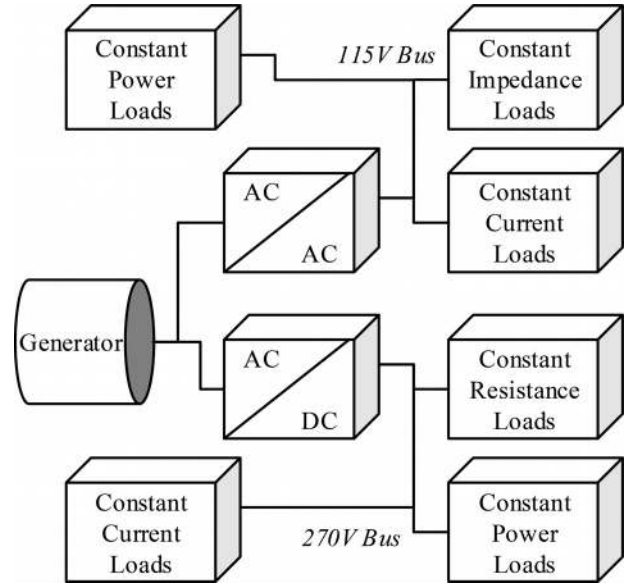 Constant
Power
Loads
115V Bus
Constant
Impedance
Loads
AC
AC
Constant
Current
Loads
Generator
AC
DC
Constant
Resistance
Loads
Constant
Current
Loads
270V Bus
Constant
Power
Loads